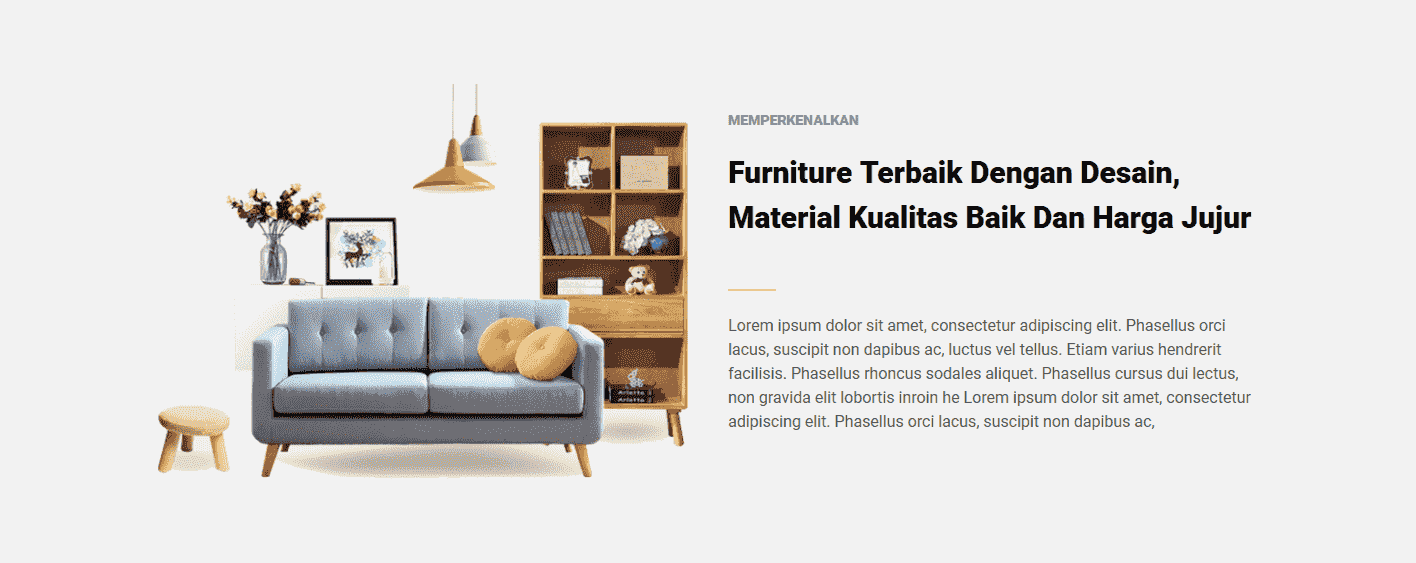 MEMPERKENALKAN
Furniture Terbaik Dengan Desain,
Material Kualitas Baik Dan Harga Jujur
Lorem ipsum dolor sit amet, consectetur adipiscing elit. Phasellus orci
lacus, suscipit non dapibus ac, luctus vel tellus. Etiam varius hendrerit
facilisis. Phasellus rhoncus sodales aliquet. Phasellus cursus dui lectus,
non gravida elit lobortis inroin he Lorem ipsum dolor sit amet, consectetur
adipiscing elit. Phasellus orci lacus, suscipit non dapibus ac,